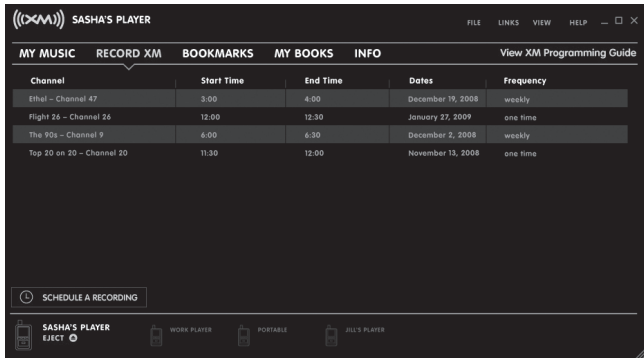 ((XM)) SASHA'S PLAYER FILE LINKS VIEW HELP
MY MUSIC RECORD XM BOOKMARKS MY BOOKS INFO View XM Programming Guide
Channel Start Time End Time Dates Frequency
Ethel – Channel 47 3:00 4:00 December 19, 2008 weekly
Flight 26 – Channel 26 12:00 12:30 January 27, 2009 one time
The 90s – Channel 9 6:00 6:30 December 2, 2008 weekly
Top 20 on 20 – Channel 20 11:30 12:00 November 13, 2008 one time
SCHEDULE A RECORDING
SASHA'S PLAYER WORK PLAYER PORTABLE JILL'S PLAYER
EJECT